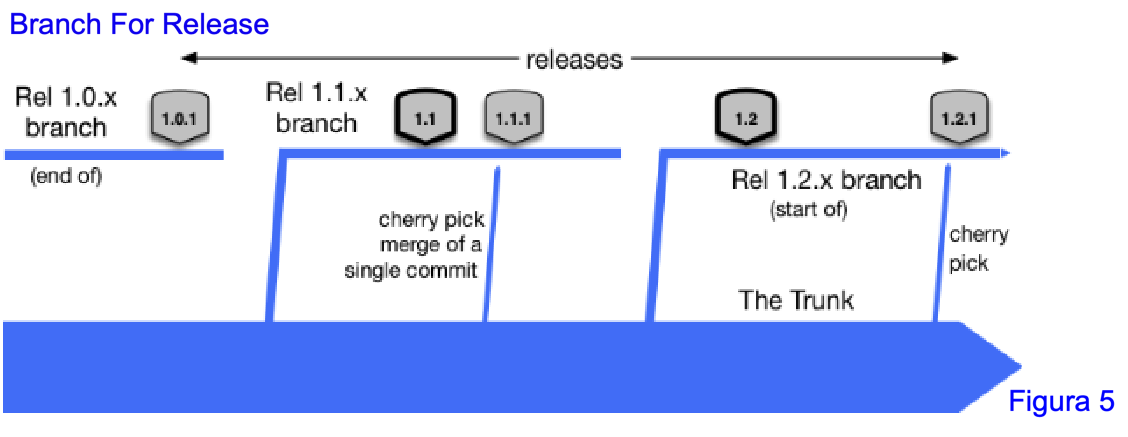 Branch For Release
releases
Rel 1.0.x
branch
(end of)
1.0.1
Rel 1.1.x
branch
1.1
1.1.1
cherry pick
merge of a
single commit
1.2
1.2.1
Rel 1.2.x branch
(start of)
cherry
pick
The Trunk
Figura 5